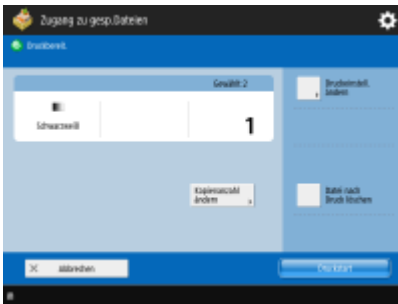 Zugang zu gesp.Dateien
Druckbereit.
Gewählt:2
Schwarzweiß
1
Kopienanzahl
ändern
Druckeinstell.
ändern
Datei nach
Druck löschen
Abbrechen
Druckstart